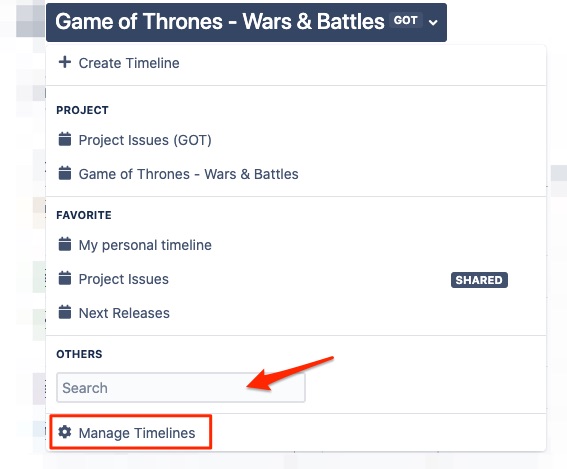 Game of Thrones - Wars & Battles GOT
Create Timeline
PROJECT
Project Issues (GOT)
Game of Thrones - Wars & Battles
FAVORITE
My personal timeline
Project Issues SHARED
Next Releases
OTHERS
Search
Manage Timelines